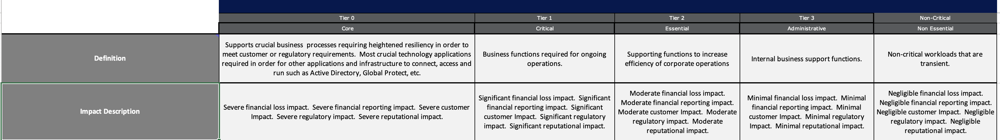 Tier 0
Tier 1
Tier 2
Tier 3
Non-Critical
Core
Critical
Essential
Administrative
Non Essential
Definition
Supports crucial business  processes requiring heightened resiliency in order to
meet customer or regulatory requirements.  Most crucial technology applications
required in order for other applications and infrastructure to connect, access and
run such as Active Directory, Global Protect, etc.
Business functions required for ongoing
operations.
Supporting functions to increase
efficiency of corporate operations
Internal business support functions.
Non-critical workloads that are
transient.
Impact Description
Severe financial loss impact.  Severe financial reporting impact.  Severe customer
Impact.  Severe regulatory impact.  Severe reputational impact.
Significant financial loss impact.  Significant
financial reporting impact.  Significant
customer Impact.  Significant regulatory
impact.  Significant reputational impact.
Moderate financial loss impact.
Moderate financial reporting impact.
Moderate customer Impact.  Moderate
regulatory impact.  Moderate
reputational impact.
Minimal financial loss impact.  Minimal
financial reporting impact.  Minimal
customer Impact.  Minimal regulatory
Impact.  Minimal reputational impact.
Negligible financial loss impact.
Negligible financial reporting impact.
Negligible customer Impact.  Negligible
regulatory impact.  Negligible
reputational impact.